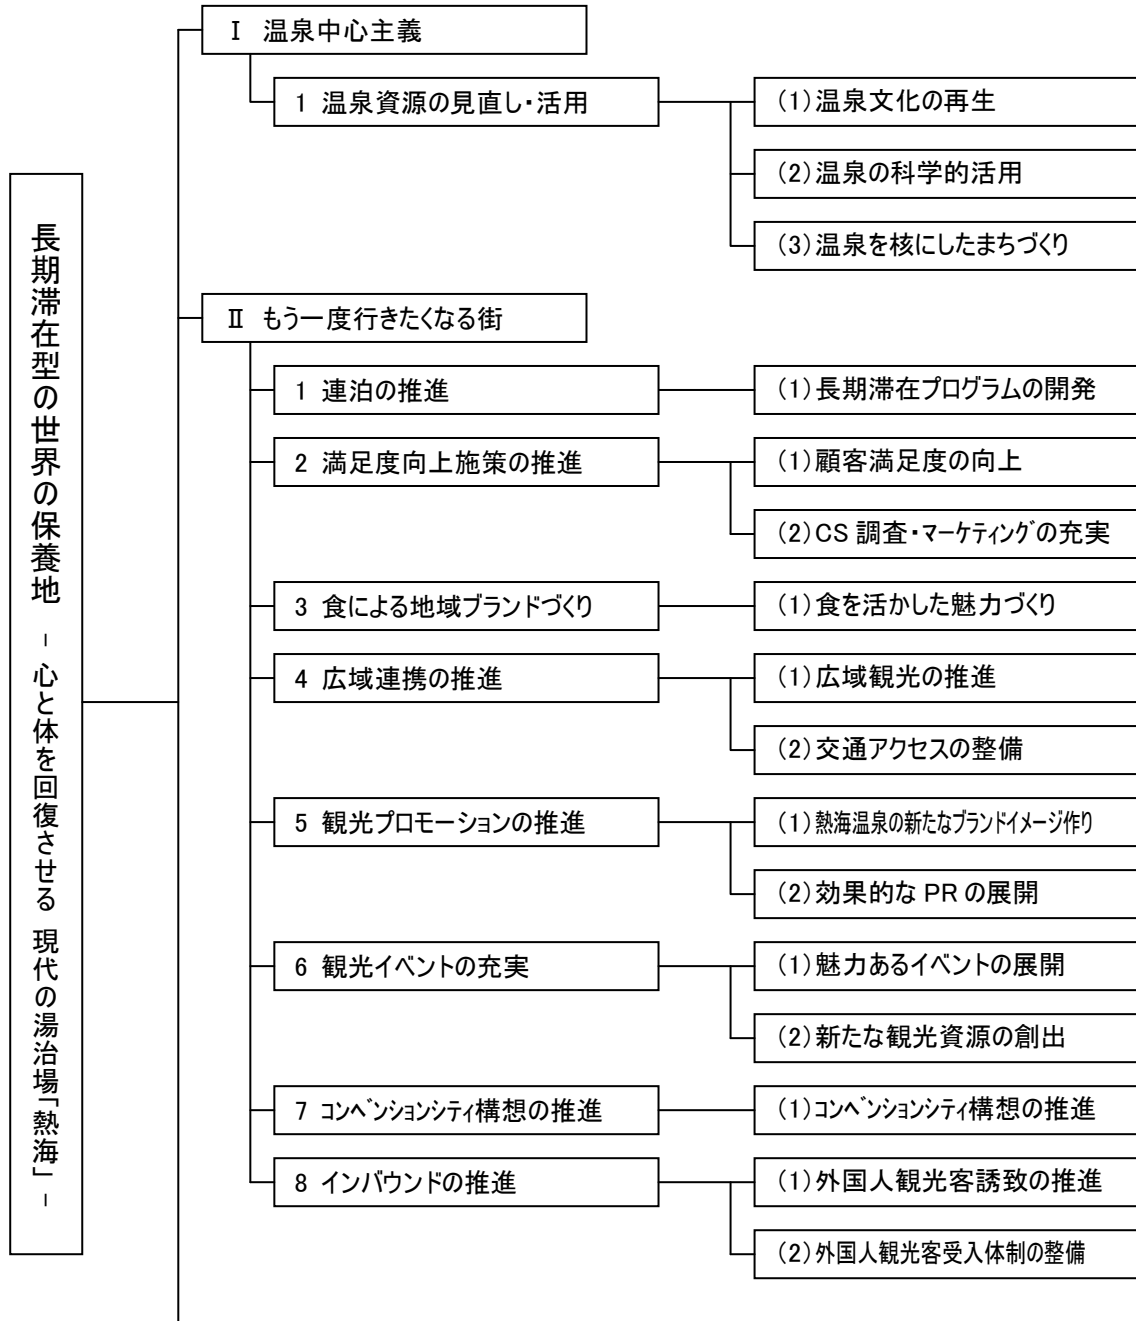 長期滞在型の世界の保養地 - 心と体を回復させる 現代の湯治場「熱海」 -
Ⅰ 温泉中心主義
1 温泉資源の見直し・活用
(1)温泉文化の再生
(2)温泉の科学的活用
(3)温泉を核にしたまちづくり
Ⅱ もう一度行きたくなる街
1 連泊の推進
(1)長期滞在プログラムの開発
2 満足度向上施策の推進
(1)顧客満足度の向上
(2)CS 調査・マーケティングの充実
3 食による地域ブランドづくり
(1)食を活かした魅力づくり
4 広域連携の推進
(1)広域観光の推進
(2)交通アクセスの整備
5 観光プロモーションの推進
(1)熱海温泉の新たなブランドイメージ作り
(2)効果的な PR の展開
6 観光イベントの充実
(1)魅力あるイベントの展開
(2)新たな観光資源の創出
7 コンベンションシティ構想の推進
(1)コンベンションシティ構想の推進
8 インバウンドの推進
(1)外国人観光客誘致の推進
(2)外国人観光客受入体制の整備